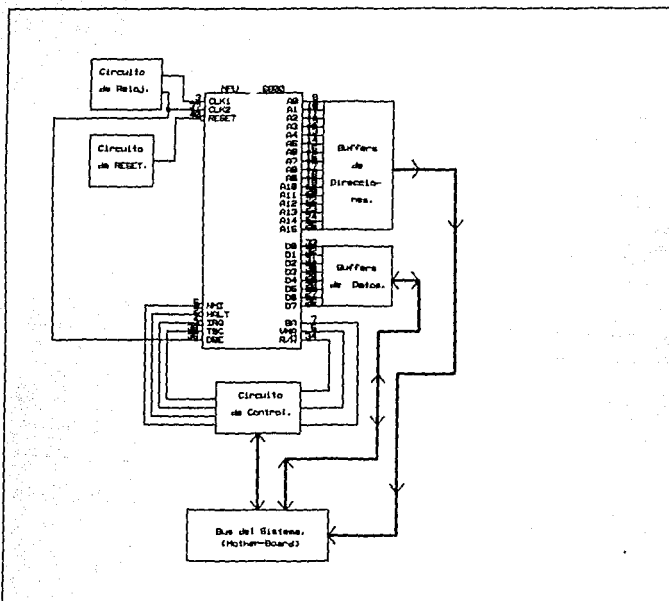 Circuito
de Reloj.
Circuito
de RESET.
MPU 6800
CLK1
CLK2
RESET
NMI
HALT
IRQ
TSC
DBE
A0
A1
A2
A3
A4
A5
A6
A7
A8
A9
A10
A11
A12
A13
A14
A15
D0
D1
D2
D3
D4
D5
D6
D7
BA
VMA
R/W
Buffers
de
Direccio-
nes.
Buffers
de Datos.
Circuito
de Control.
Bus del Sistema.
(Mother-Board)